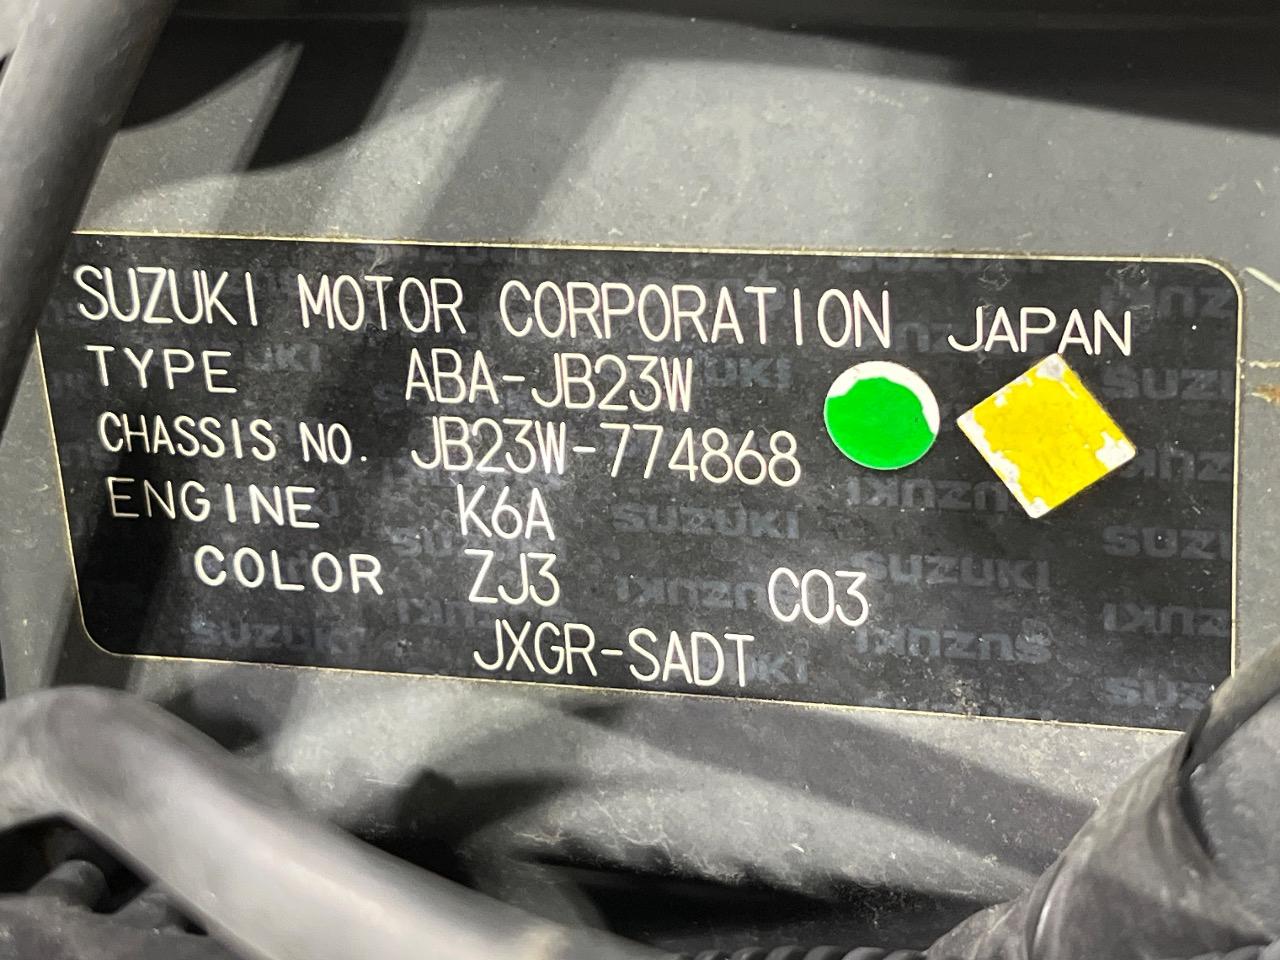 SUZUKI MOTOR CORPORATION JAPAN
TYPE ABA-JB23W
CHASSIS NO. JB23W-774868
ENGINE K6A
COLOR ZJ3 C03
JXGR-SADT